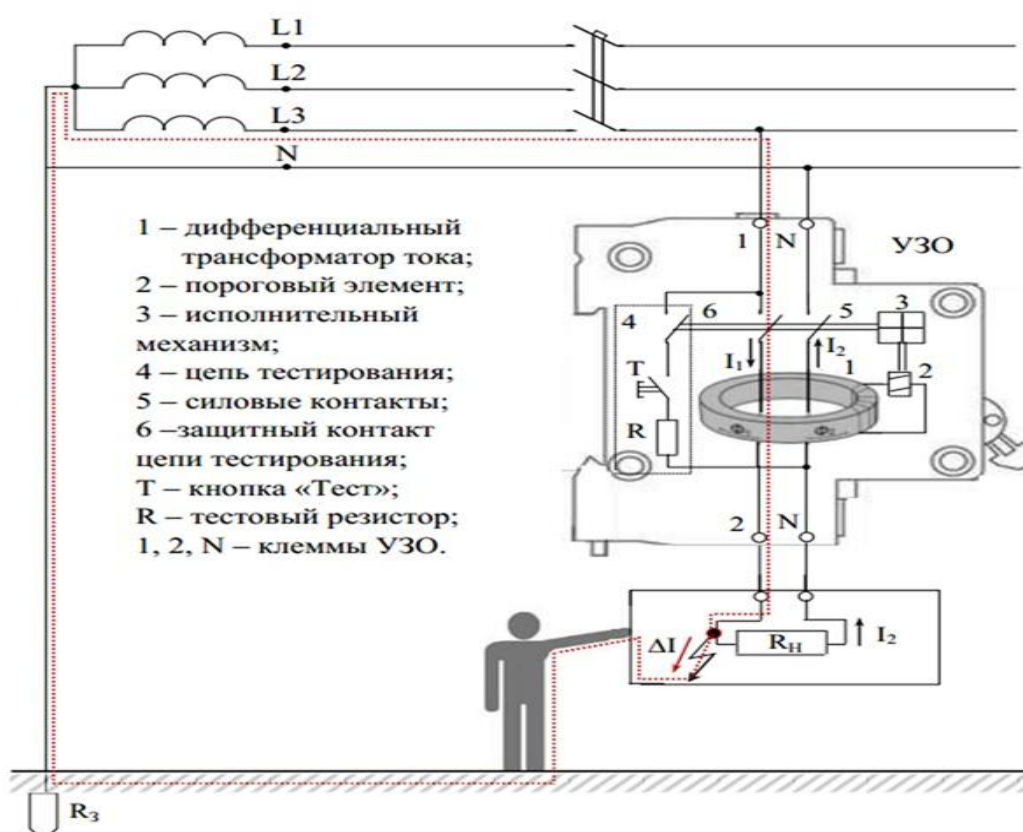 L1
L2
L3
N
1 – дифференциальный
трансформатор тока;
2 – пороговый элемент;
3 – исполнительный
механизм;
4 – цепь тестирования;
5 – силовые контакты;
6 –защитный контакт
цепи тестирования;
Т – кнопка «Тест»;
R – тестовый резистор;
1, 2, N – клеммы УЗО.
1 N
УЗО
4 6 5 3
I₁ I₂ 1 2
T
R
2 N
ΔI Rн I₂
RЗ